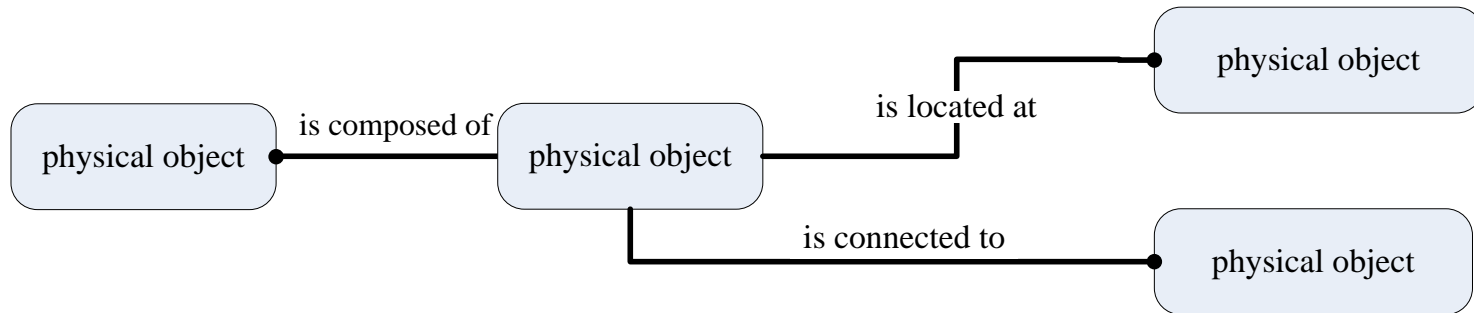 physical object
is located at
is composed of
physical object
physical object
is connected to
physical object